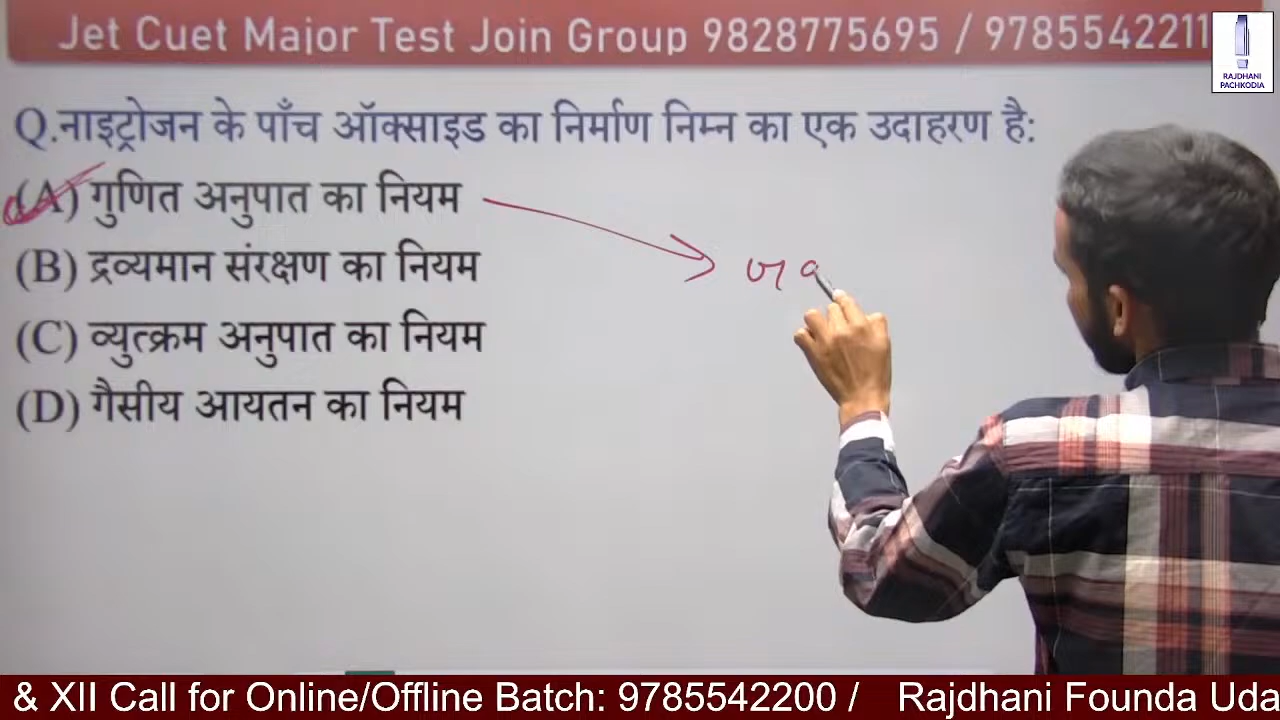 Jet Cuet Major Test Join Group 9828775695 / 9785542211
RAJDHANI
PACHKODIA
Q.नाइट्रोजन के पाँच ऑक्साइड का निर्माण निम्न का एक उदाहरण है:
(A) गुणित अनुपात का नियम
(B) द्रव्यमान संरक्षण का नियम
(C) व्युत्क्रम अनुपात का नियम
(D) गैसीय आयतन का नियम
& XII Call for Online/Offline Batch: 9785542200 / Rajdhani Founda Uda